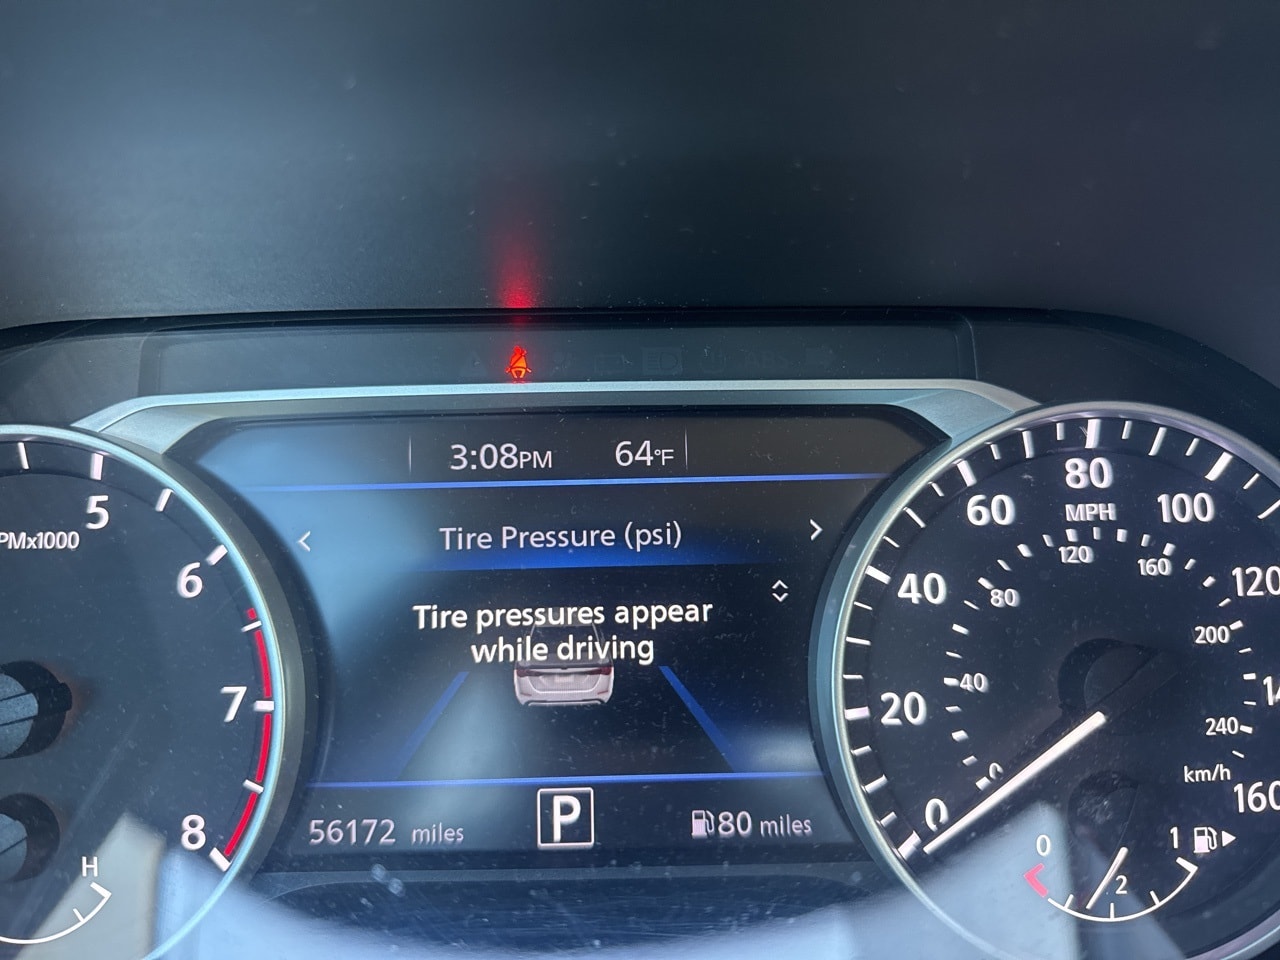 3:08PM 64°F
< Tire Pressure (psi) >
Tire pressures appear
while driving
56172 miles P 80 miles
5
PMx1000
6
7
8
H
80
60 MPH 100
120
160
40 80 120
200
40
20
240
km/h
0 0 160
0 1
2